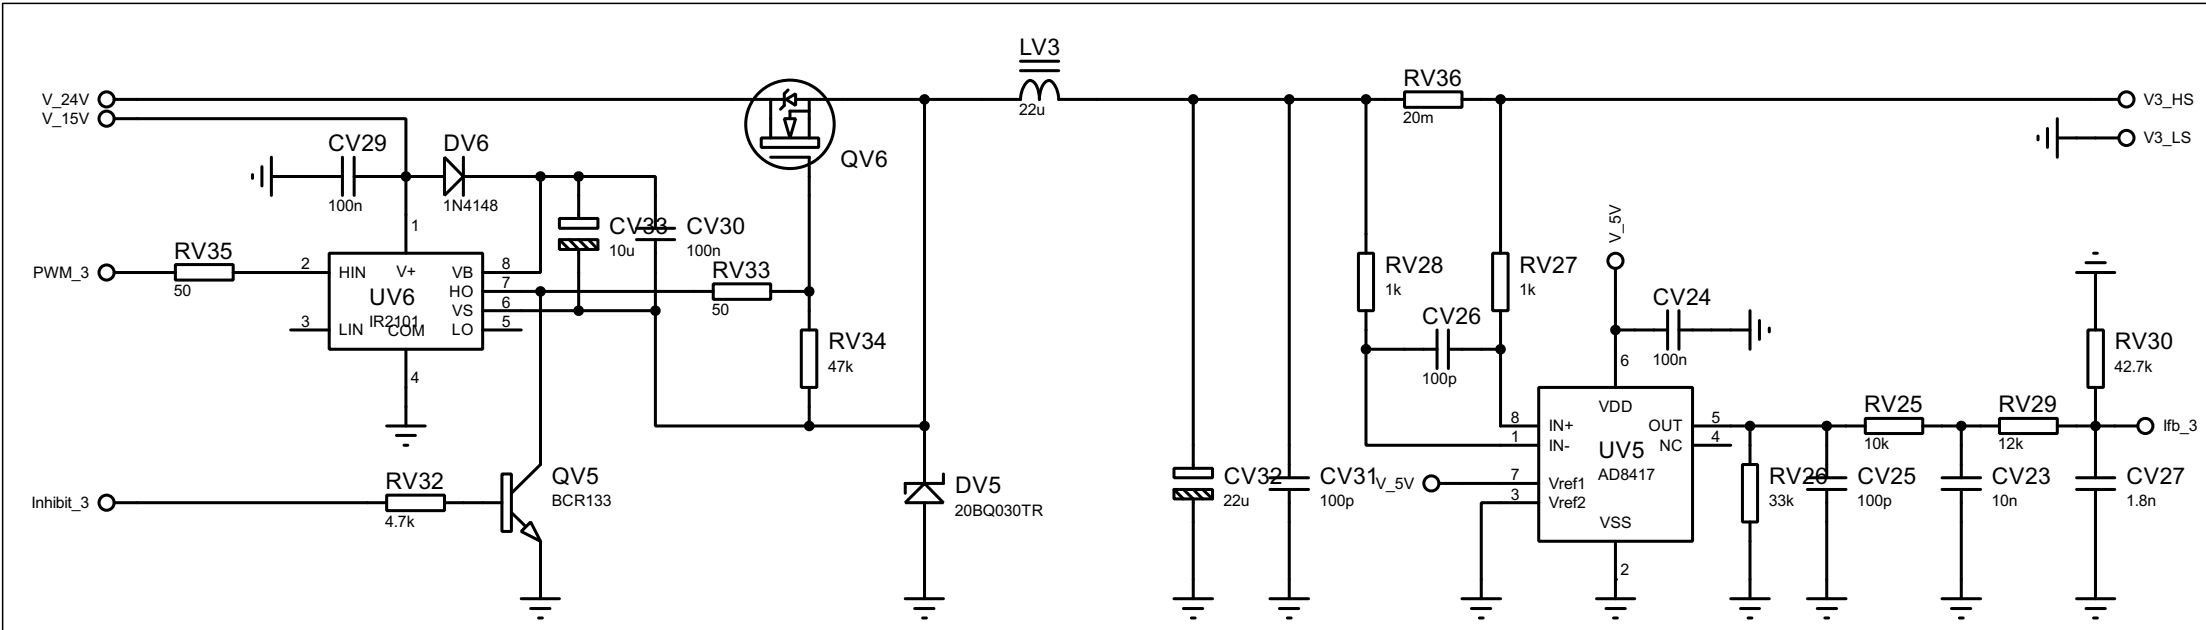 LV3
22u
RV36
20m
V_24V
V_15V
V3_HS
V3_LS
CV29
100n
DV6
1N4148
QV6
1
CV33
10u
CV30
100n
V_5V
RV35
50
PWM_3
2
HIN
V+
VB
8
HO
7
VS
6
UV6
IR2101
COM
3
LIN
LO
5
4
RV33
50
RV34
47k
RV28
1k
RV27
1k
CV26
100p
CV24
100n
6
RV30
42.7k
VDD
8
IN+
1
IN-
OUT
5
NC
4
UV5
AD8417
V_5V
7
Vref1
3
Vref2
VSS
2
RV25
10k
RV29
12k
Ifb_3
RV26
33k
CV25
100p
CV23
10n
CV27
1.8n
Inhibit_3
RV32
4.7k
QV5
BCR133
DV5
20BQ030TR
CV32
22u
CV31
100p